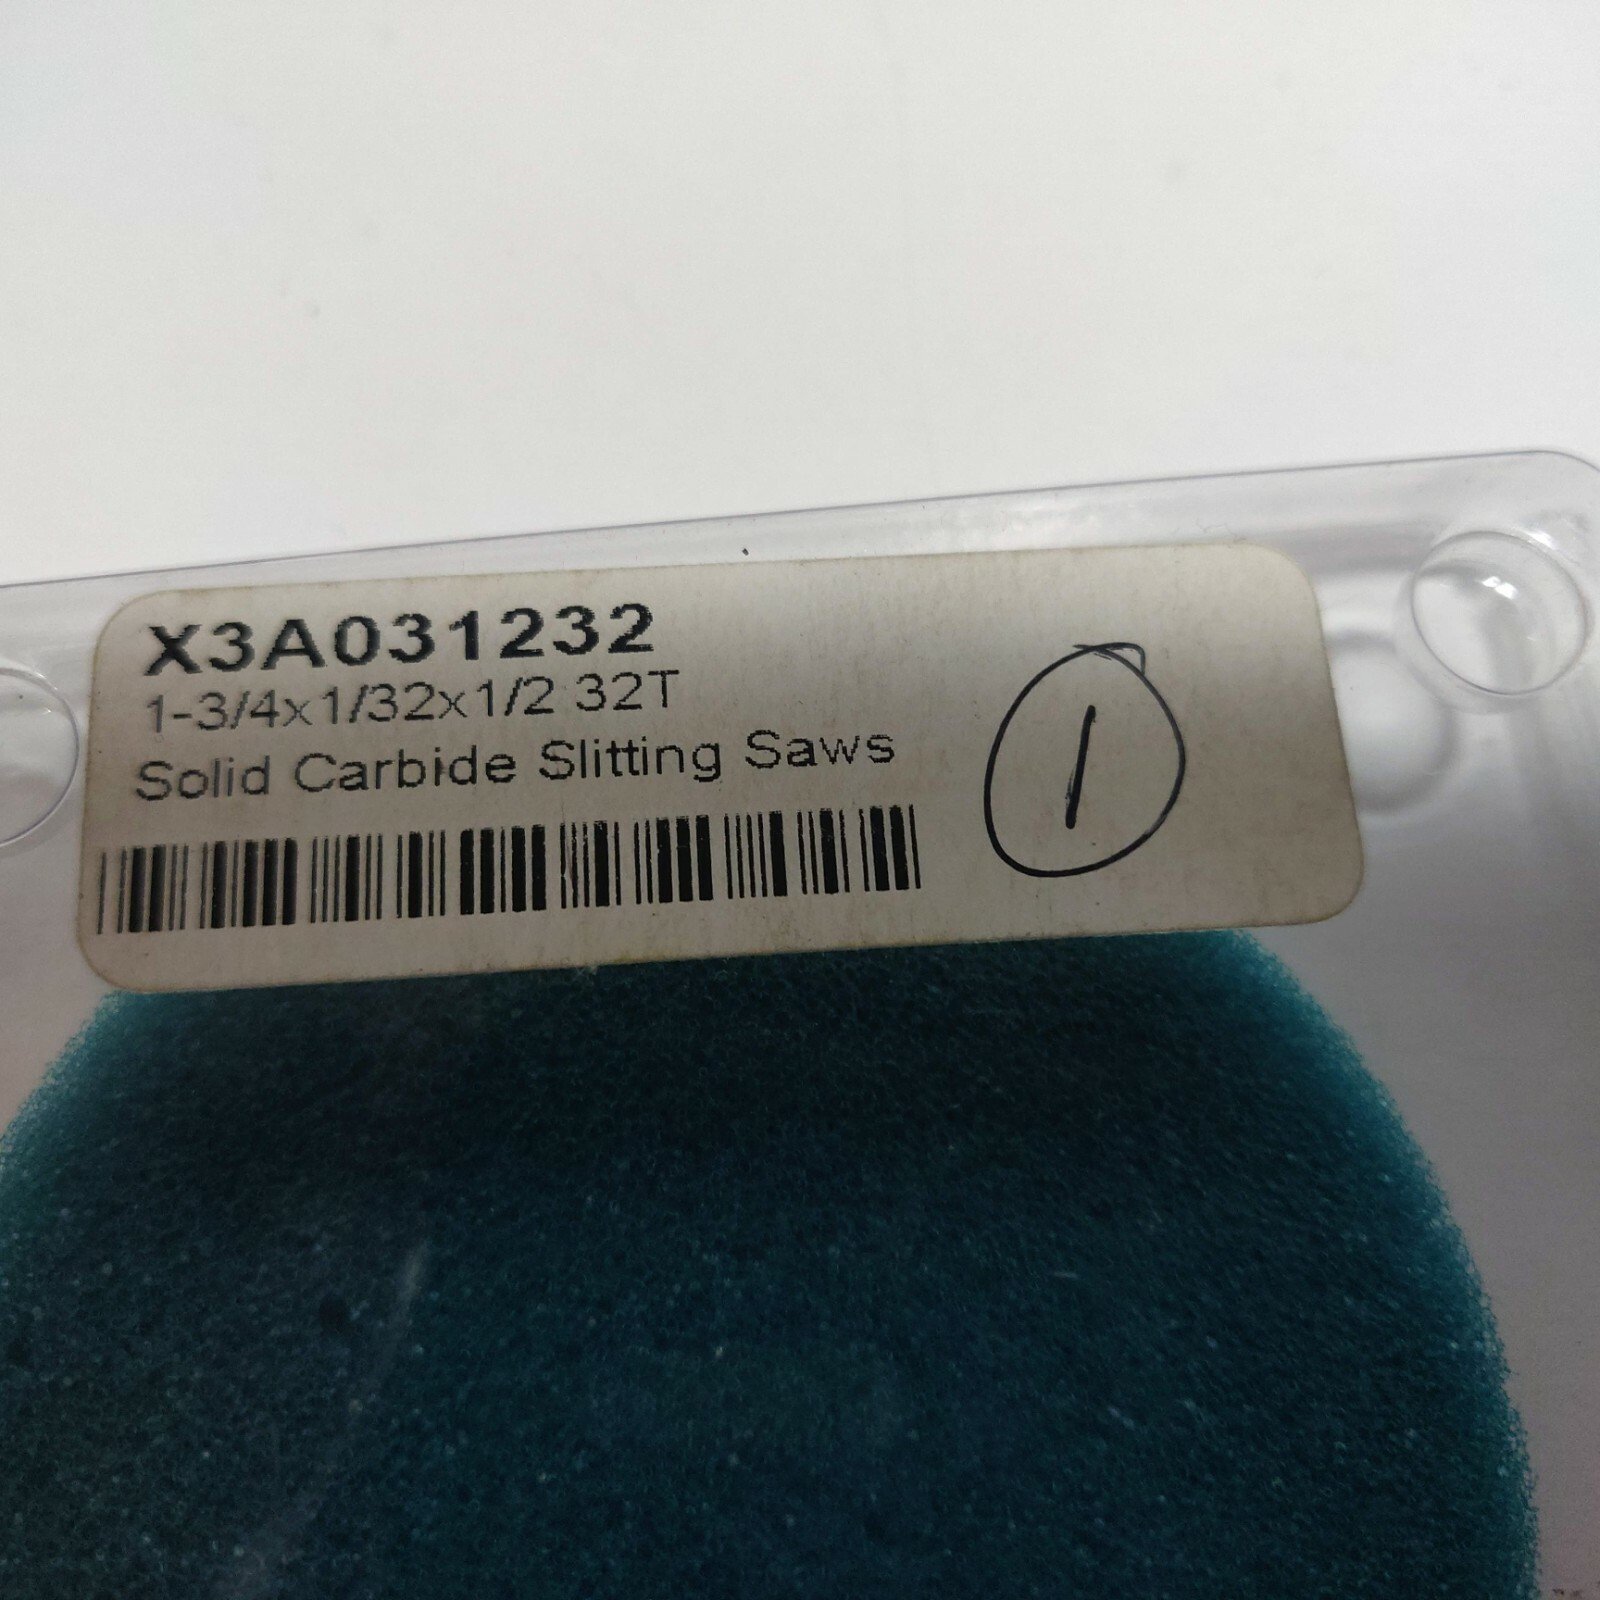 X3A031232
1-3/4x1/32x1/2 32T
Solid Carbide Slitting Saws
1